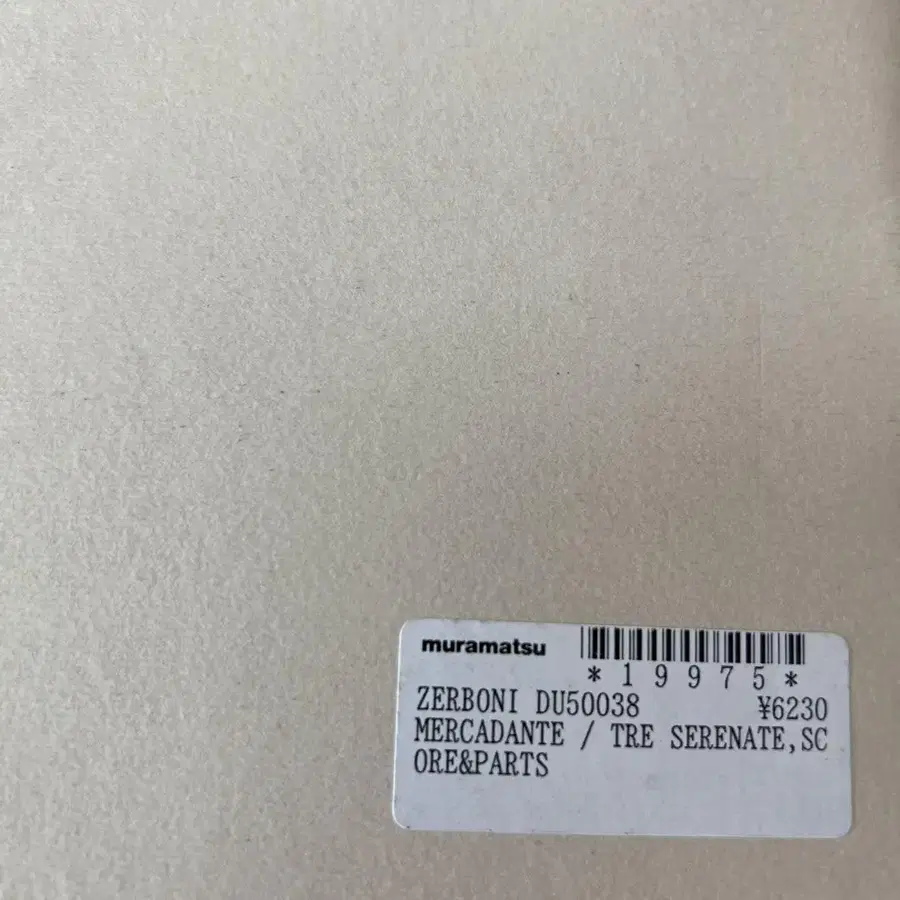 muramatsu
*19975*
ZERBONI DU50038 ¥6230
MERCADANTE / TRE SERENATE,SC
ORE&PARTS